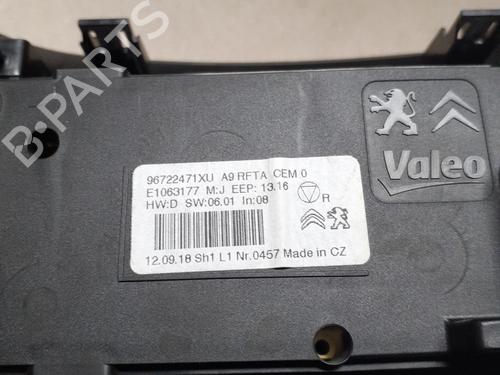 B-PARTS
Valeo
96722471XU A9 RFTA CEM 0
E1063177 M:J EEP: 13.16
HW:D SW:06.01 In:08
R
12.09.18 Sh1 L1 Nr.0457 Made in CZ